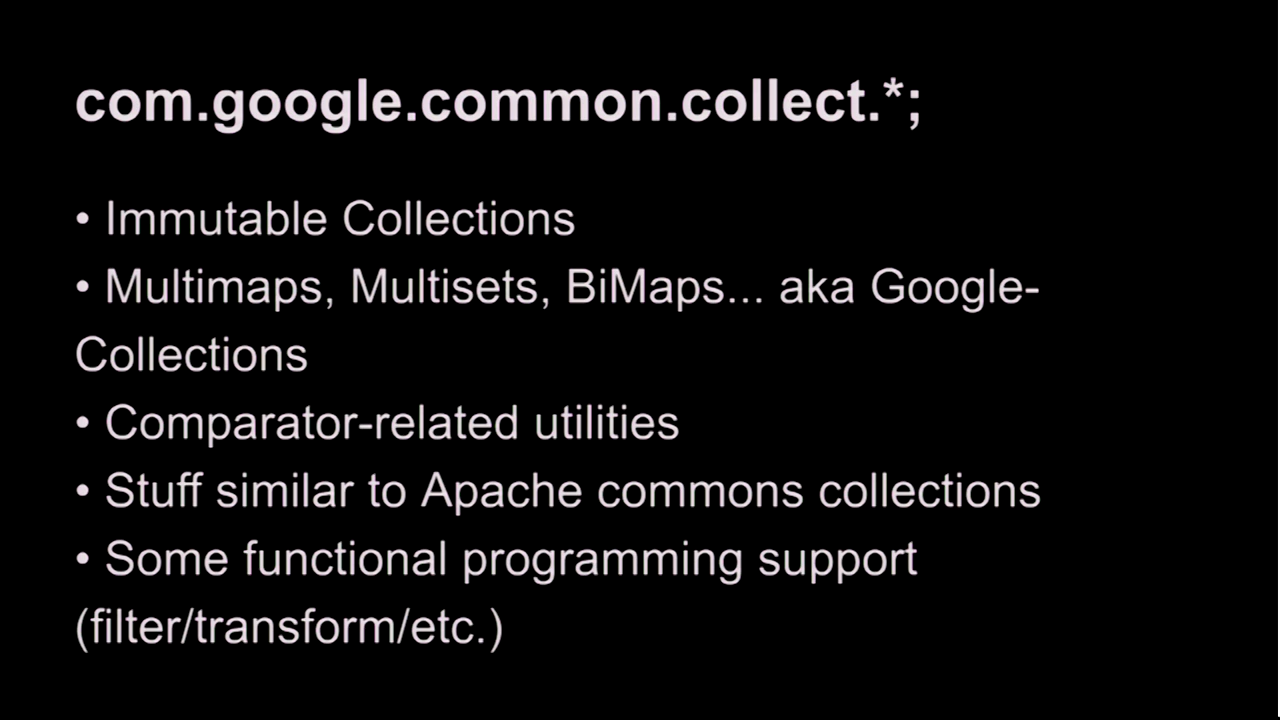 com.google.common.collect.*;
• Immutable Collections
• Multimaps, Multisets, BiMaps... aka Google-
Collections
• Comparator-related utilities
• Stuff similar to Apache commons collections
• Some functional programming support
(filter/transform/etc.)